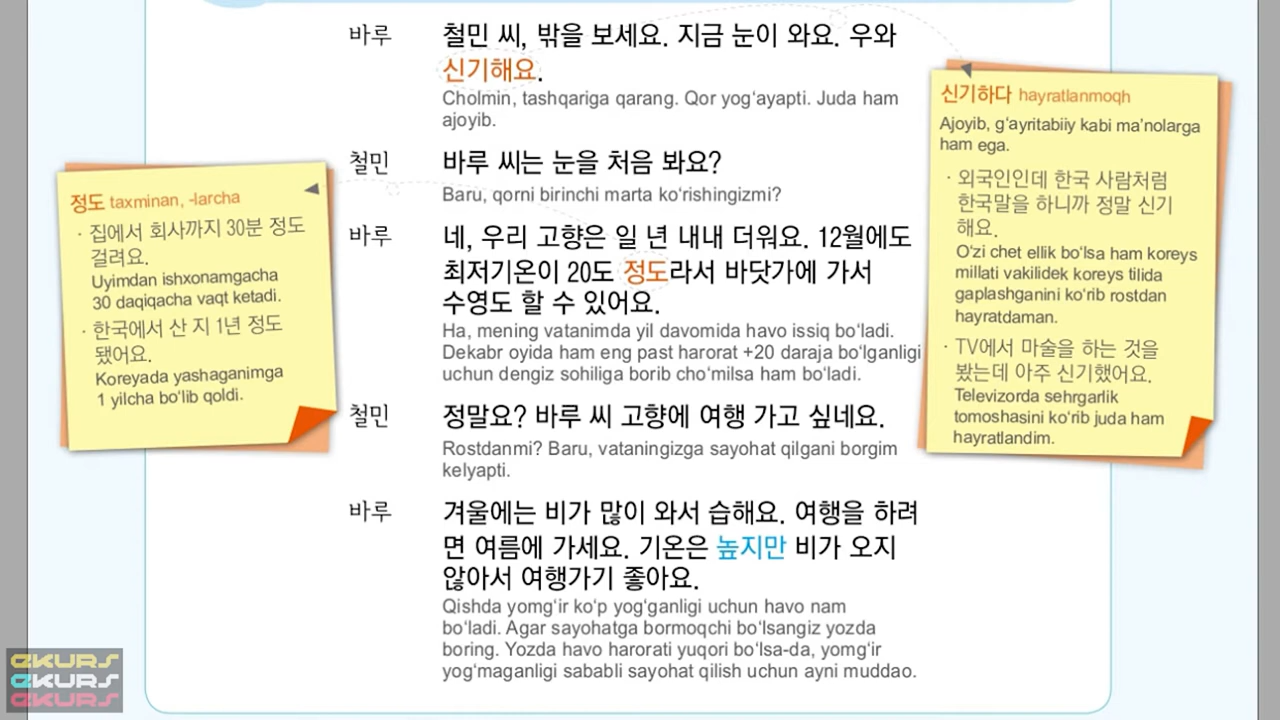 바루
철민 씨, 밖을 보세요. 지금 눈이 와요. 우와
신기해요.
Cholmin, tashqariga qarang. Qor yog‘ayapti. Juda ham
ajoyib.
철민
바루 씨는 눈을 처음 봐요?
Baru, qorni birinchi marta ko‘rishingizmi?
바루
네, 우리 고향은 일 년 내내 더워요. 12월에도
최저기온이 20도 정도라서 바닷가에 가서
수영도 할 수 있어요.
Ha, mening vatanimda yil davomida havo issiq bo‘ladi.
Dekabr oyida ham eng past harorat +20 daraja bo‘lganligi
uchun dengiz sohiliga borib cho‘milsa ham bo‘ladi.
철민
정말요? 바루 씨 고향에 여행 가고 싶네요.
Rostdanmi? Baru, vataningizga sayohat qilgani borgim
kelyapti.
바루
겨울에는 비가 많이 와서 습해요. 여행을 하려
면 여름에 가세요. 기온은 높지만 비가 오지
않아서 여행가기 좋아요.
Qishda yomg‘ir ko‘p yog‘ganligi uchun havo nam
bo‘ladi. Agar sayohatga bormoqchi bo‘lsangiz yozda
boring. Yozda havo harorati yuqori bo‘lsa-da, yomg‘ir
yog‘maganligi sababli sayohat qilish uchun ayni muddao.
정도 taxminan, -larcha
· 집에서 회사까지 30분 정도
걸려요.
Uyimdan ishxonamgacha
30 daqiqacha vaqt ketadi.
· 한국에서 산 지 1년 정도
됐어요.
Koreyada yashaganimga
1 yilcha bo‘lib qoldi.
신기하다 hayratlanmoqh
Ajoyib, g‘ayritabiiy kabi ma’nolarga
ham ega.
· 외국인인데 한국 사람처럼
한국말을 하니까 정말 신기
해요.
O‘zi chet ellik bo‘lsa ham koreys
millati vakilidek koreys tilida
gaplashganini ko‘rib rostdan
hayratdaman.
· TV에서 마술을 하는 것을
봤는데 아주 신기했어요.
Televizorda sehrgarlik
tomoshasini ko‘rib juda ham
hayratlandim.
eKURS
eKURS
eKURS